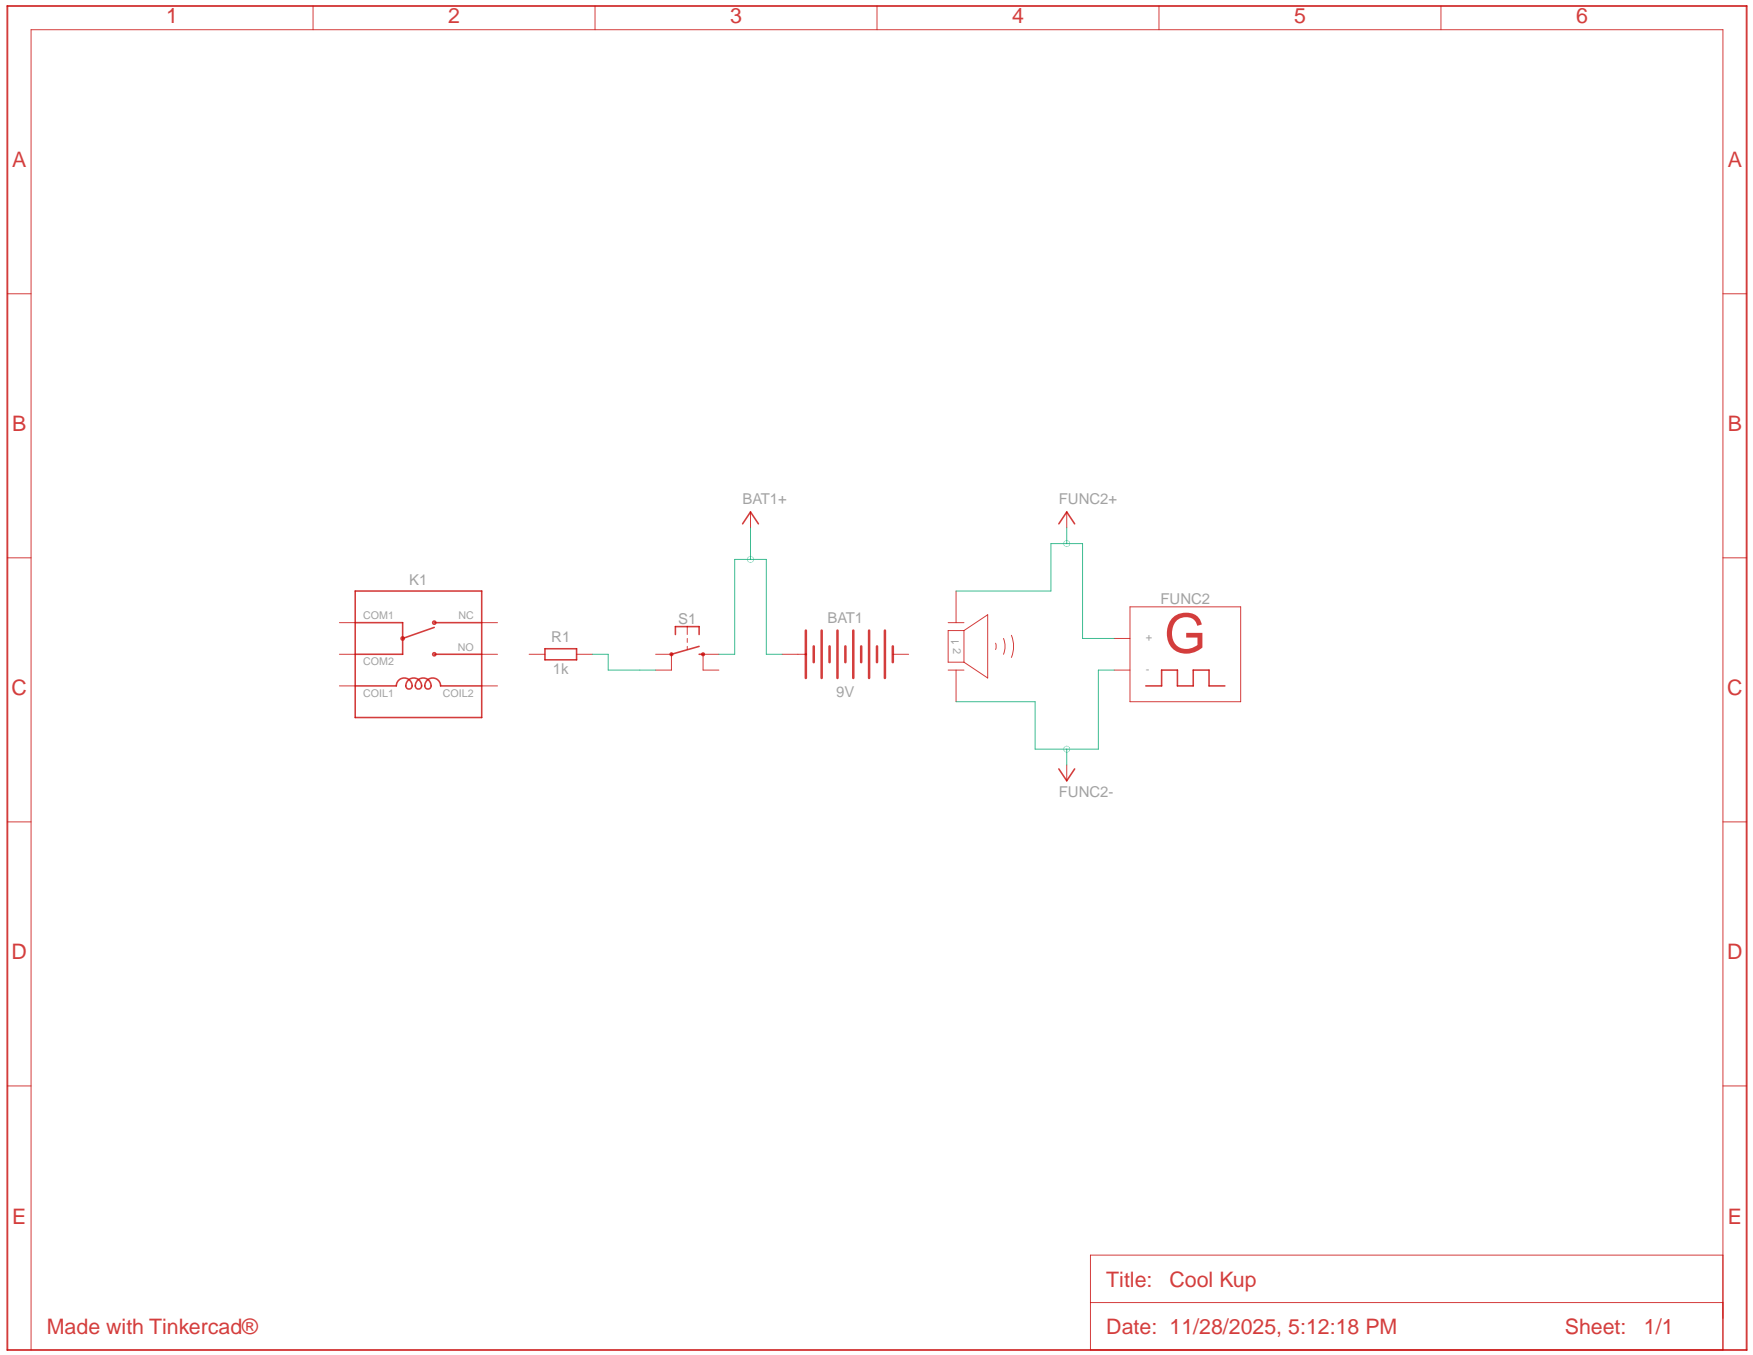 1 2 3 4 5 6
A A
B B
BAT1+ FUNC2+
C C
K1
COM1 NC
COM2 NO
COIL1 COIL2
R1
1k
S1
BAT1
9V
1 2
FUNC2
G
+
-
FUNC2-
D D
E E
Title: Cool Kup
Made with Tinkercad® Date: 11/28/2025, 5:12:18 PM Sheet: 1/1